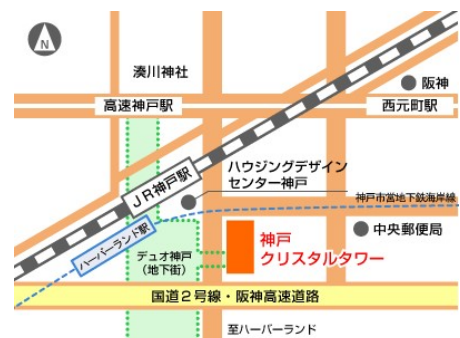 N
湊川神社
阪神
高速神戸駅
西元町駅
ハウジングデザイン
センター神戸
JR神戸駅
神戸市営地下鉄海岸線
ハーバーランド駅
中央郵便局
神戸
クリスタルタワー
デュオ神戸
(地下街)
国道2号線・阪神高速道路
至ハーバーランド